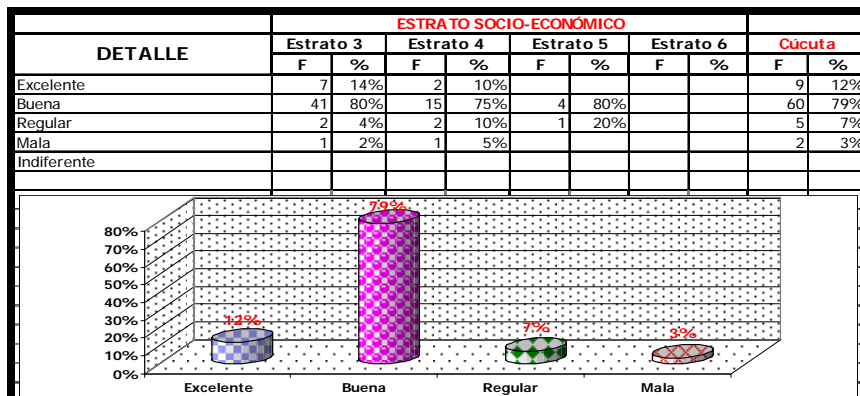 ESTRATO SOCIO-ECONÓMICO
DETALLE Estrato 3 Estrato 4 Estrato 5 Estrato 6 Cúcuta
F % F % F % F % F %
Excelente 7 14% 2 10% 9 12%
Buena 41 80% 15 75% 4 80% 60 79%
Regular 2 4% 2 10% 1 20% 5 7%
Mala 1 2% 1 5% 2 3%
Indiferente
79%
80%
70%
60%
50%
40%
30%
20%
10%
0%
12%
7%
3%
Excelente Buena Regular Mala